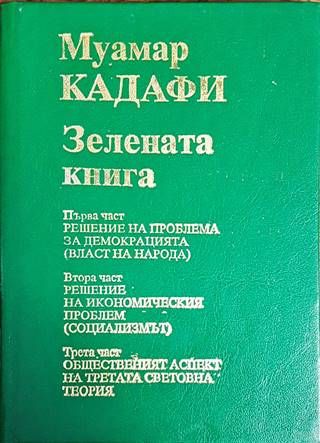 Муамар
КАДАФИ
Зелената
книга
Първа част
РЕШЕНИЕ НА ПРОБЛЕМА
ЗА ДЕМОКРАЦИЯТА
(ВЛАСТ НА НАРОДА)
Втора част
РЕШЕНИЕ
НА ИКОНОМИЧЕСКИЯ
ПРОБЛЕМ
(СОЦИАЛИЗМЪТ)
Трета част
ОБЩЕСТВЕНИЯТ АСПЕКТ
НА ТРЕТАТА СВЕТОВНА
ТЕОРИЯ